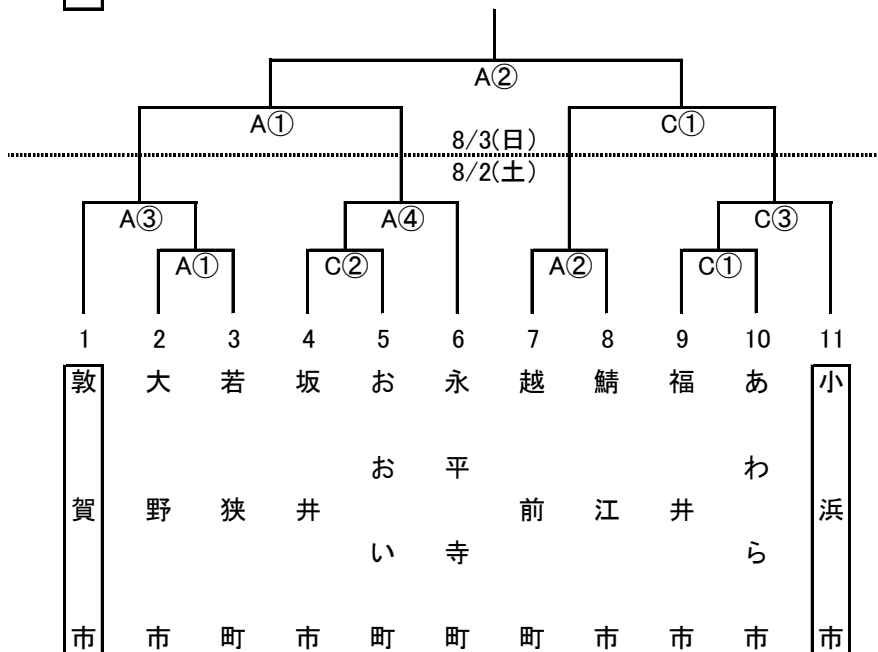 A②
A① C①
8/3(日)
8/2(土)
A③ A④ C③
A① C② A② C①
1 2 3 4 5 6 7 8 9 10 11
敦賀市
大野市
若狭町
坂井市
おおい町
永平寺町
越前町
鯖江市
福井市
あわら市
小浜市